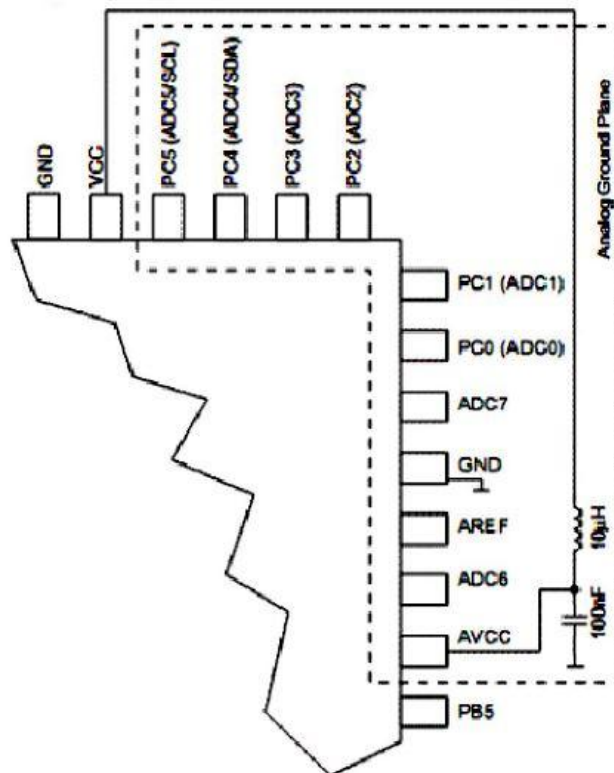 GND
VCC
PC5 (ADC5/SCL)
PC4 (ADC4/SDA)
PC3 (ADC3)
PC2 (ADC2)
Analog Ground Plane
PC1 (ADC1)
PC0 (ADC0)
ADC7
GND
AREF
10µH
ADC6
AVCC
100nF
PB5